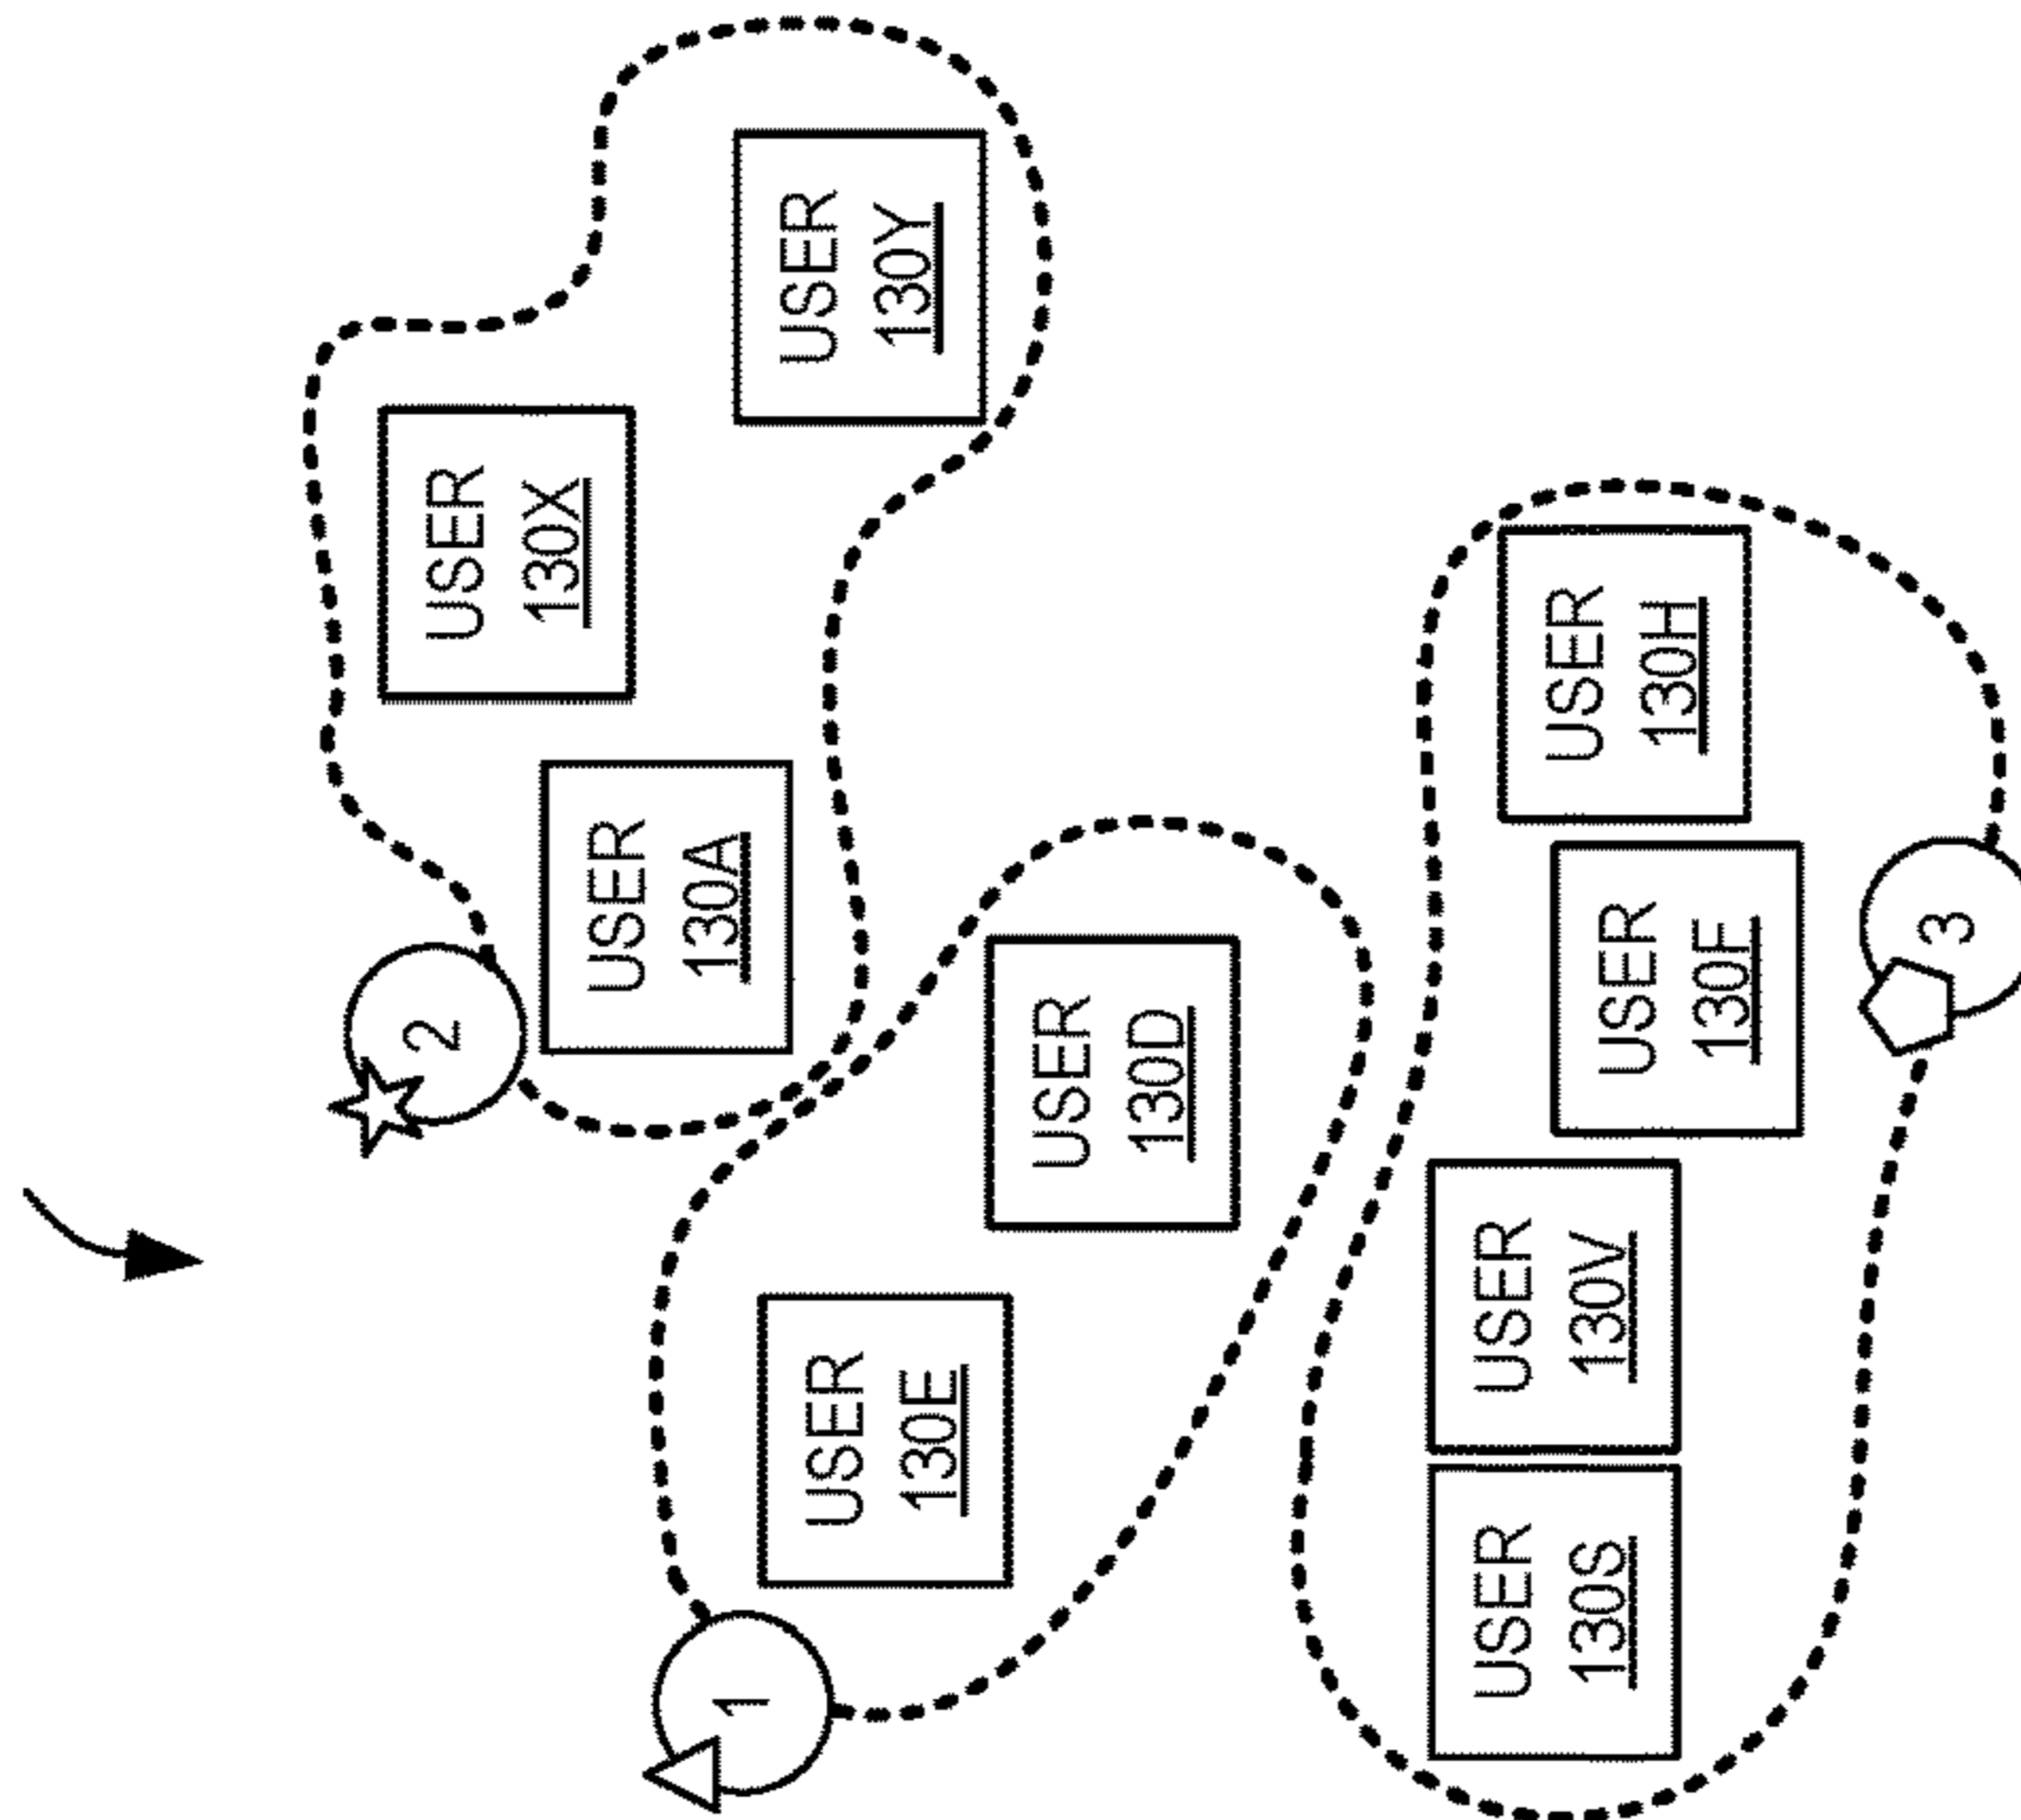 2
USER
130X
USER
130A
1
USER
130Y
USER
130E
USER
130D
USER
130S
USER
130V
USER
130F
USER
130H
3